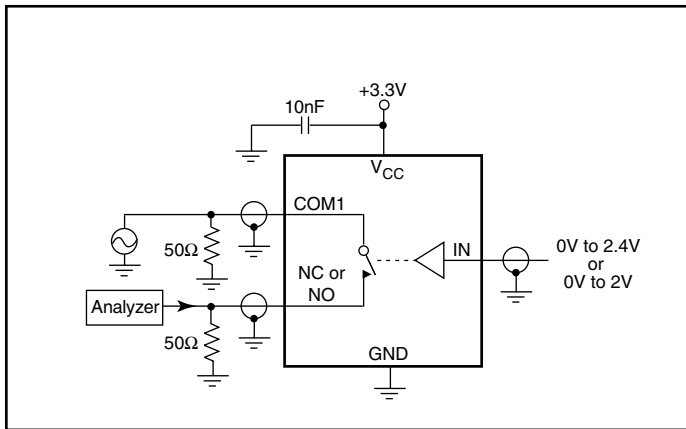 +3.3V
10nF
VCC
COM1
50Ω
NC or
NO
IN
0V to 2.4V
or
0V to 2V
Analyzer
50Ω
GND